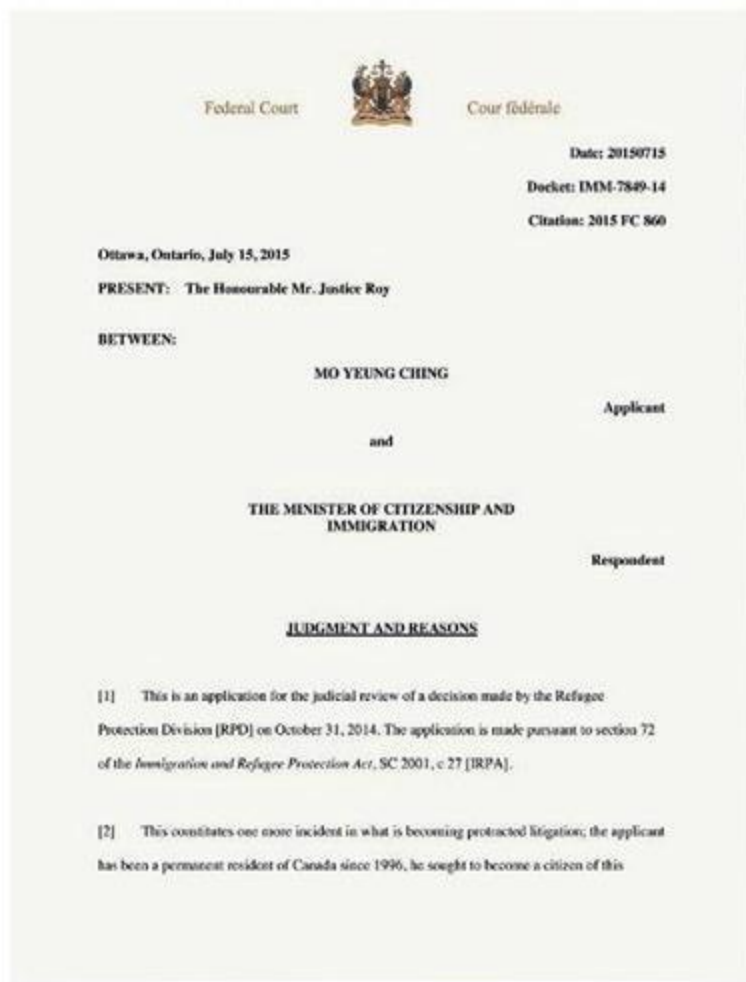 Federal Court Cour fédérale
Date: 20150715
Docket: IMM-7849-14
Citation: 2015 FC 860
Ottawa, Ontario, July 15, 2015
PRESENT: The Honourable Mr. Justice Roy
BETWEEN:
MO YEUNG CHING
Applicant
and
THE MINISTER OF CITIZENSHIP AND
IMMIGRATION
Respondent
JUDGMENT AND REASONS
[1] This is an application for the judicial review of a decision made by the Refugee
Protection Division [RPD] on October 31, 2014. The application is made pursuant to section 72
of the Immigration and Refugee Protection Act, SC 2001, c 27 [IRPA].
[2] This constitutes one more incident in what is becoming protracted litigation; the applicant
has been a permanent resident of Canada since 1996, he sought to become a citizen of this